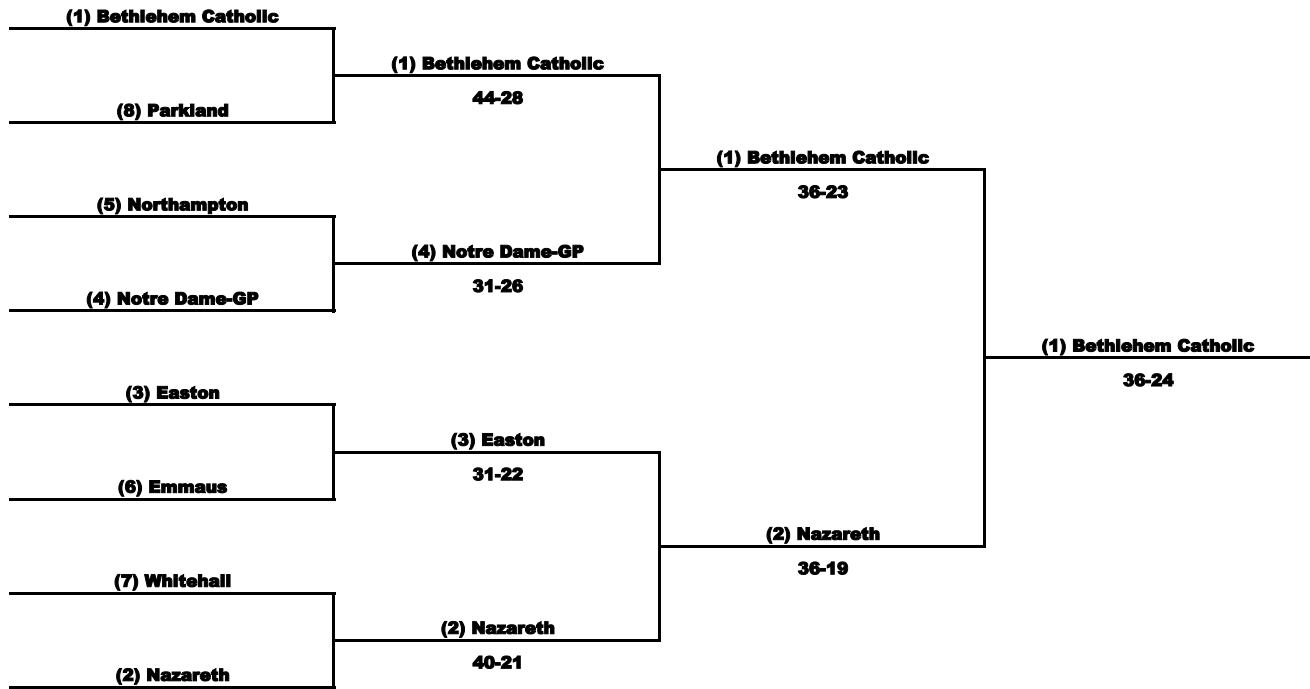 (1) Bethlehem Catholic
(8) Parkland
(5) Northampton
(4) Notre Dame-GP
(3) Easton
(6) Emmaus
(7) Whitehall
(2) Nazareth
(1) Bethlehem Catholic
44-28
(4) Notre Dame-GP
31-26
(3) Easton
31-22
(2) Nazareth
40-21
(1) Bethlehem Catholic
36-23
(2) Nazareth
36-19
(1) Bethlehem Catholic
36-24